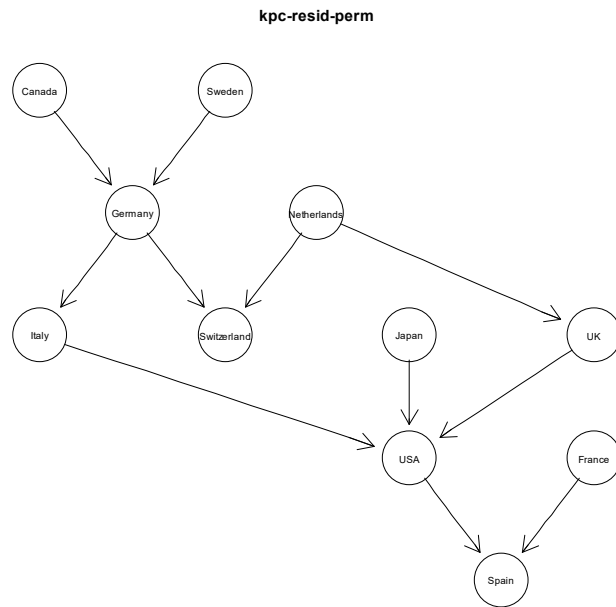 kpc-resid-perm
Canada
Sweden
Germany
Netherlands
Italy
Switzerland
Japan
UK
USA
France
Spain